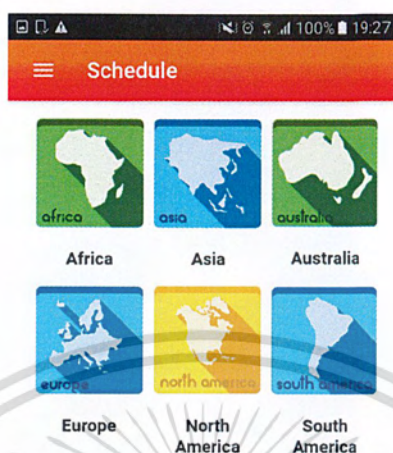 100% 19:27
Schedule
africa asia australia
Africa Asia Australia
europe north america south america
Europe North South
America America